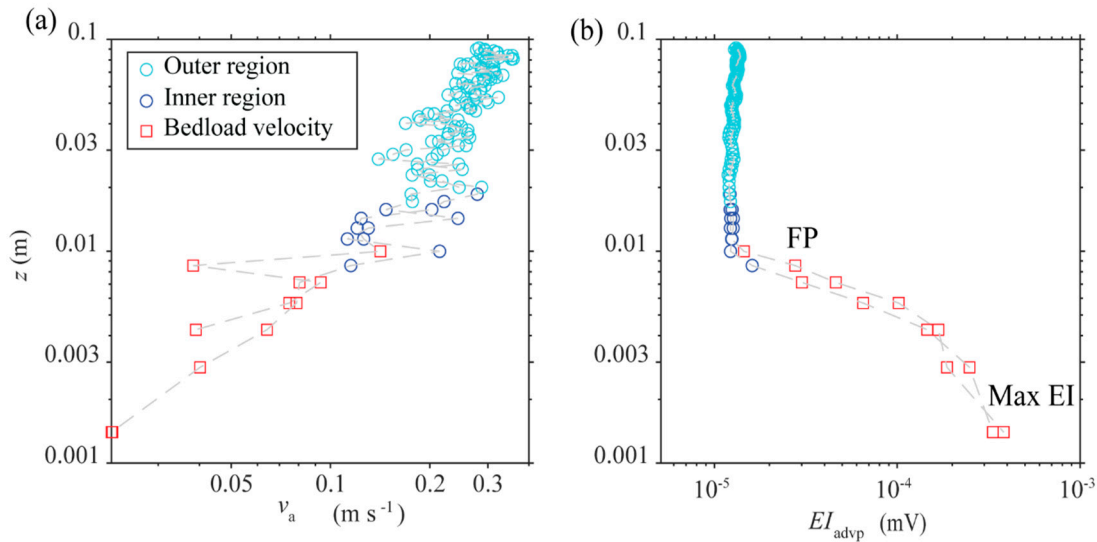 (a)
0.1
0.03
0.01
0.003
0.001
z (m)
Outer region
Inner region
Bedload velocity
0.05 0.1 0.2 0.3
va (m s-1)
(b)
0.1
0.03
0.01
0.003
0.001
FP
Max EI
10-5 10-4 10-3
EIadvp (mV)